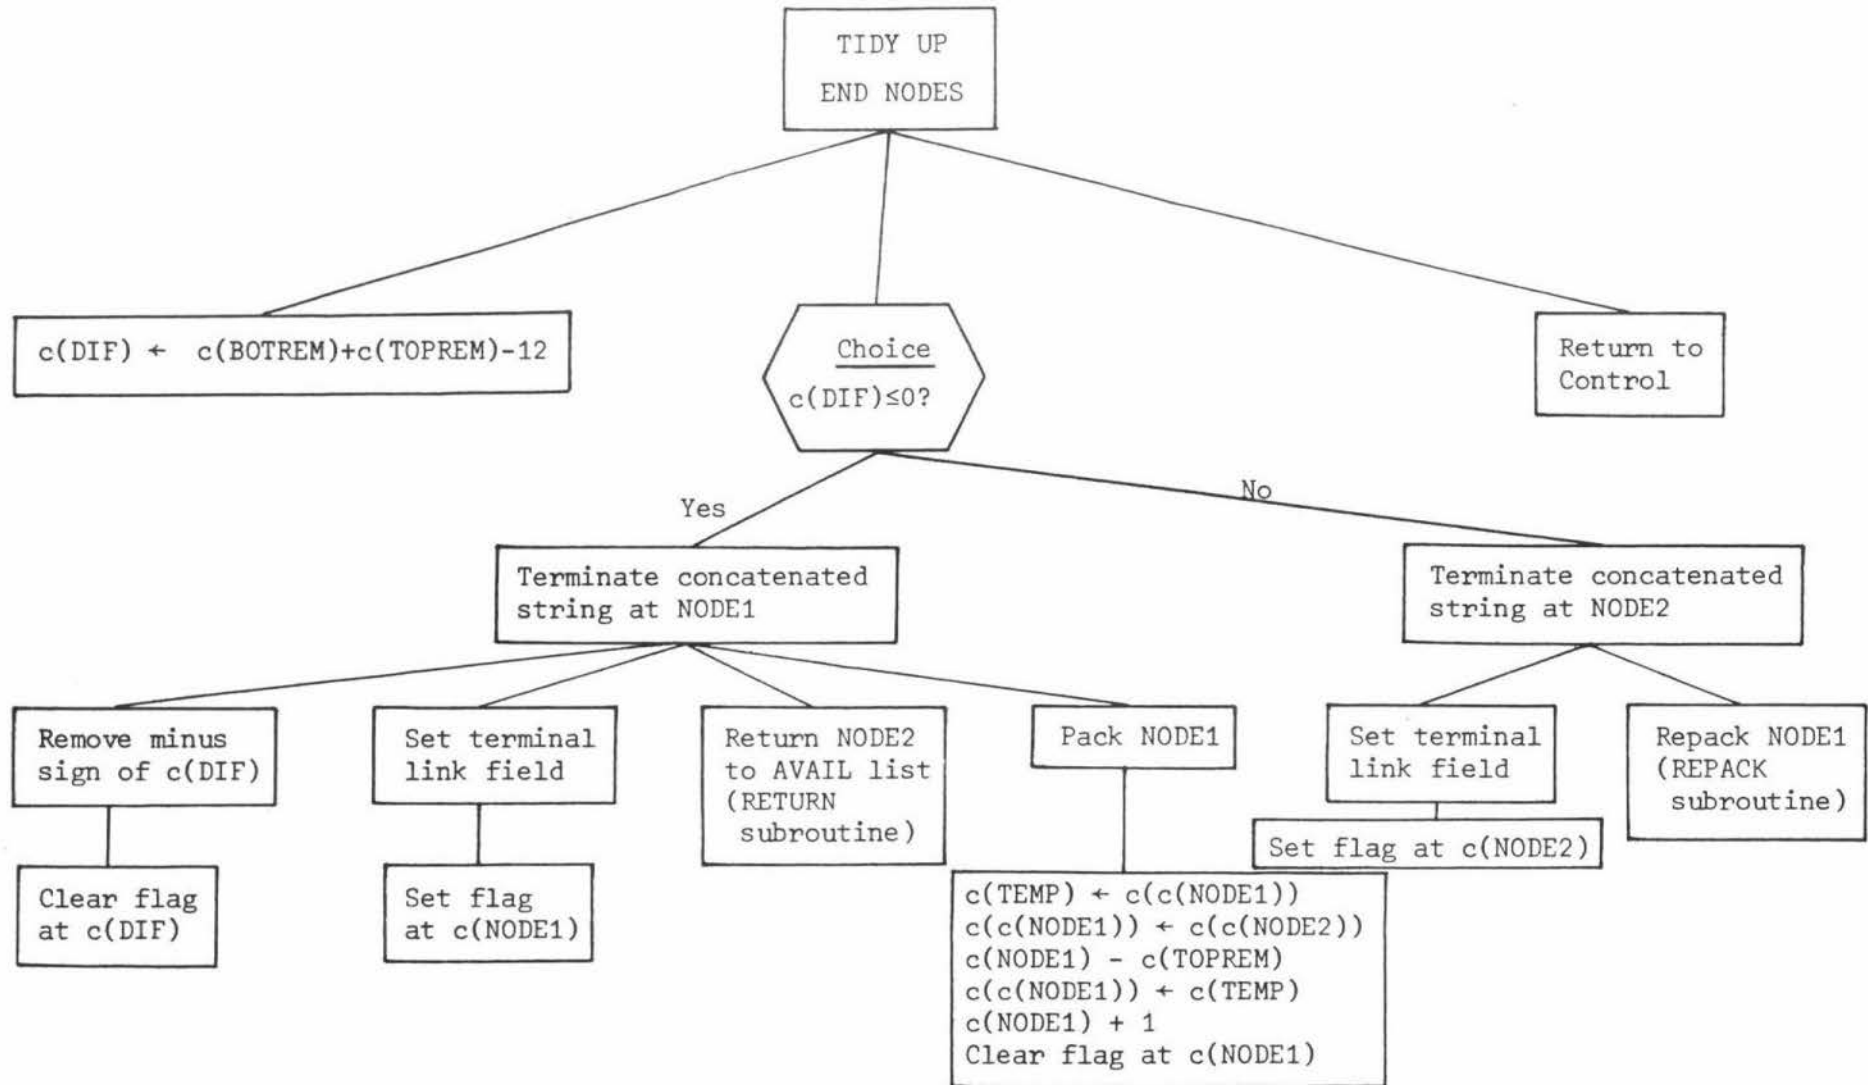 TIDY UP
END NODES
c(DIF) ← c(BOTREM)+c(TOPREM)-12
Choice
c(DIF)≤0?
Return to
Control
Yes
No
Terminate concatenated
string at NODE1
Terminate concatenated
string at NODE2
Remove minus
sign of c(DIF)
Set terminal
link field
Return NODE2
to AVAIL list
(RETURN
subroutine)
Pack NODE1
Set terminal
link field
Repack NODE1
(REPACK
subroutine)
Clear flag
at c(DIF)
Set flag
at c(NODE1)
c(TEMP) ← c(c(NODE1))
c(c(NODE1)) ← c(c(NODE2))
c(NODE1) - c(TOPREM)
c(c(NODE1)) ← c(TEMP)
c(NODE1) + 1
Clear flag at c(NODE1)
Set flag at c(NODE2)